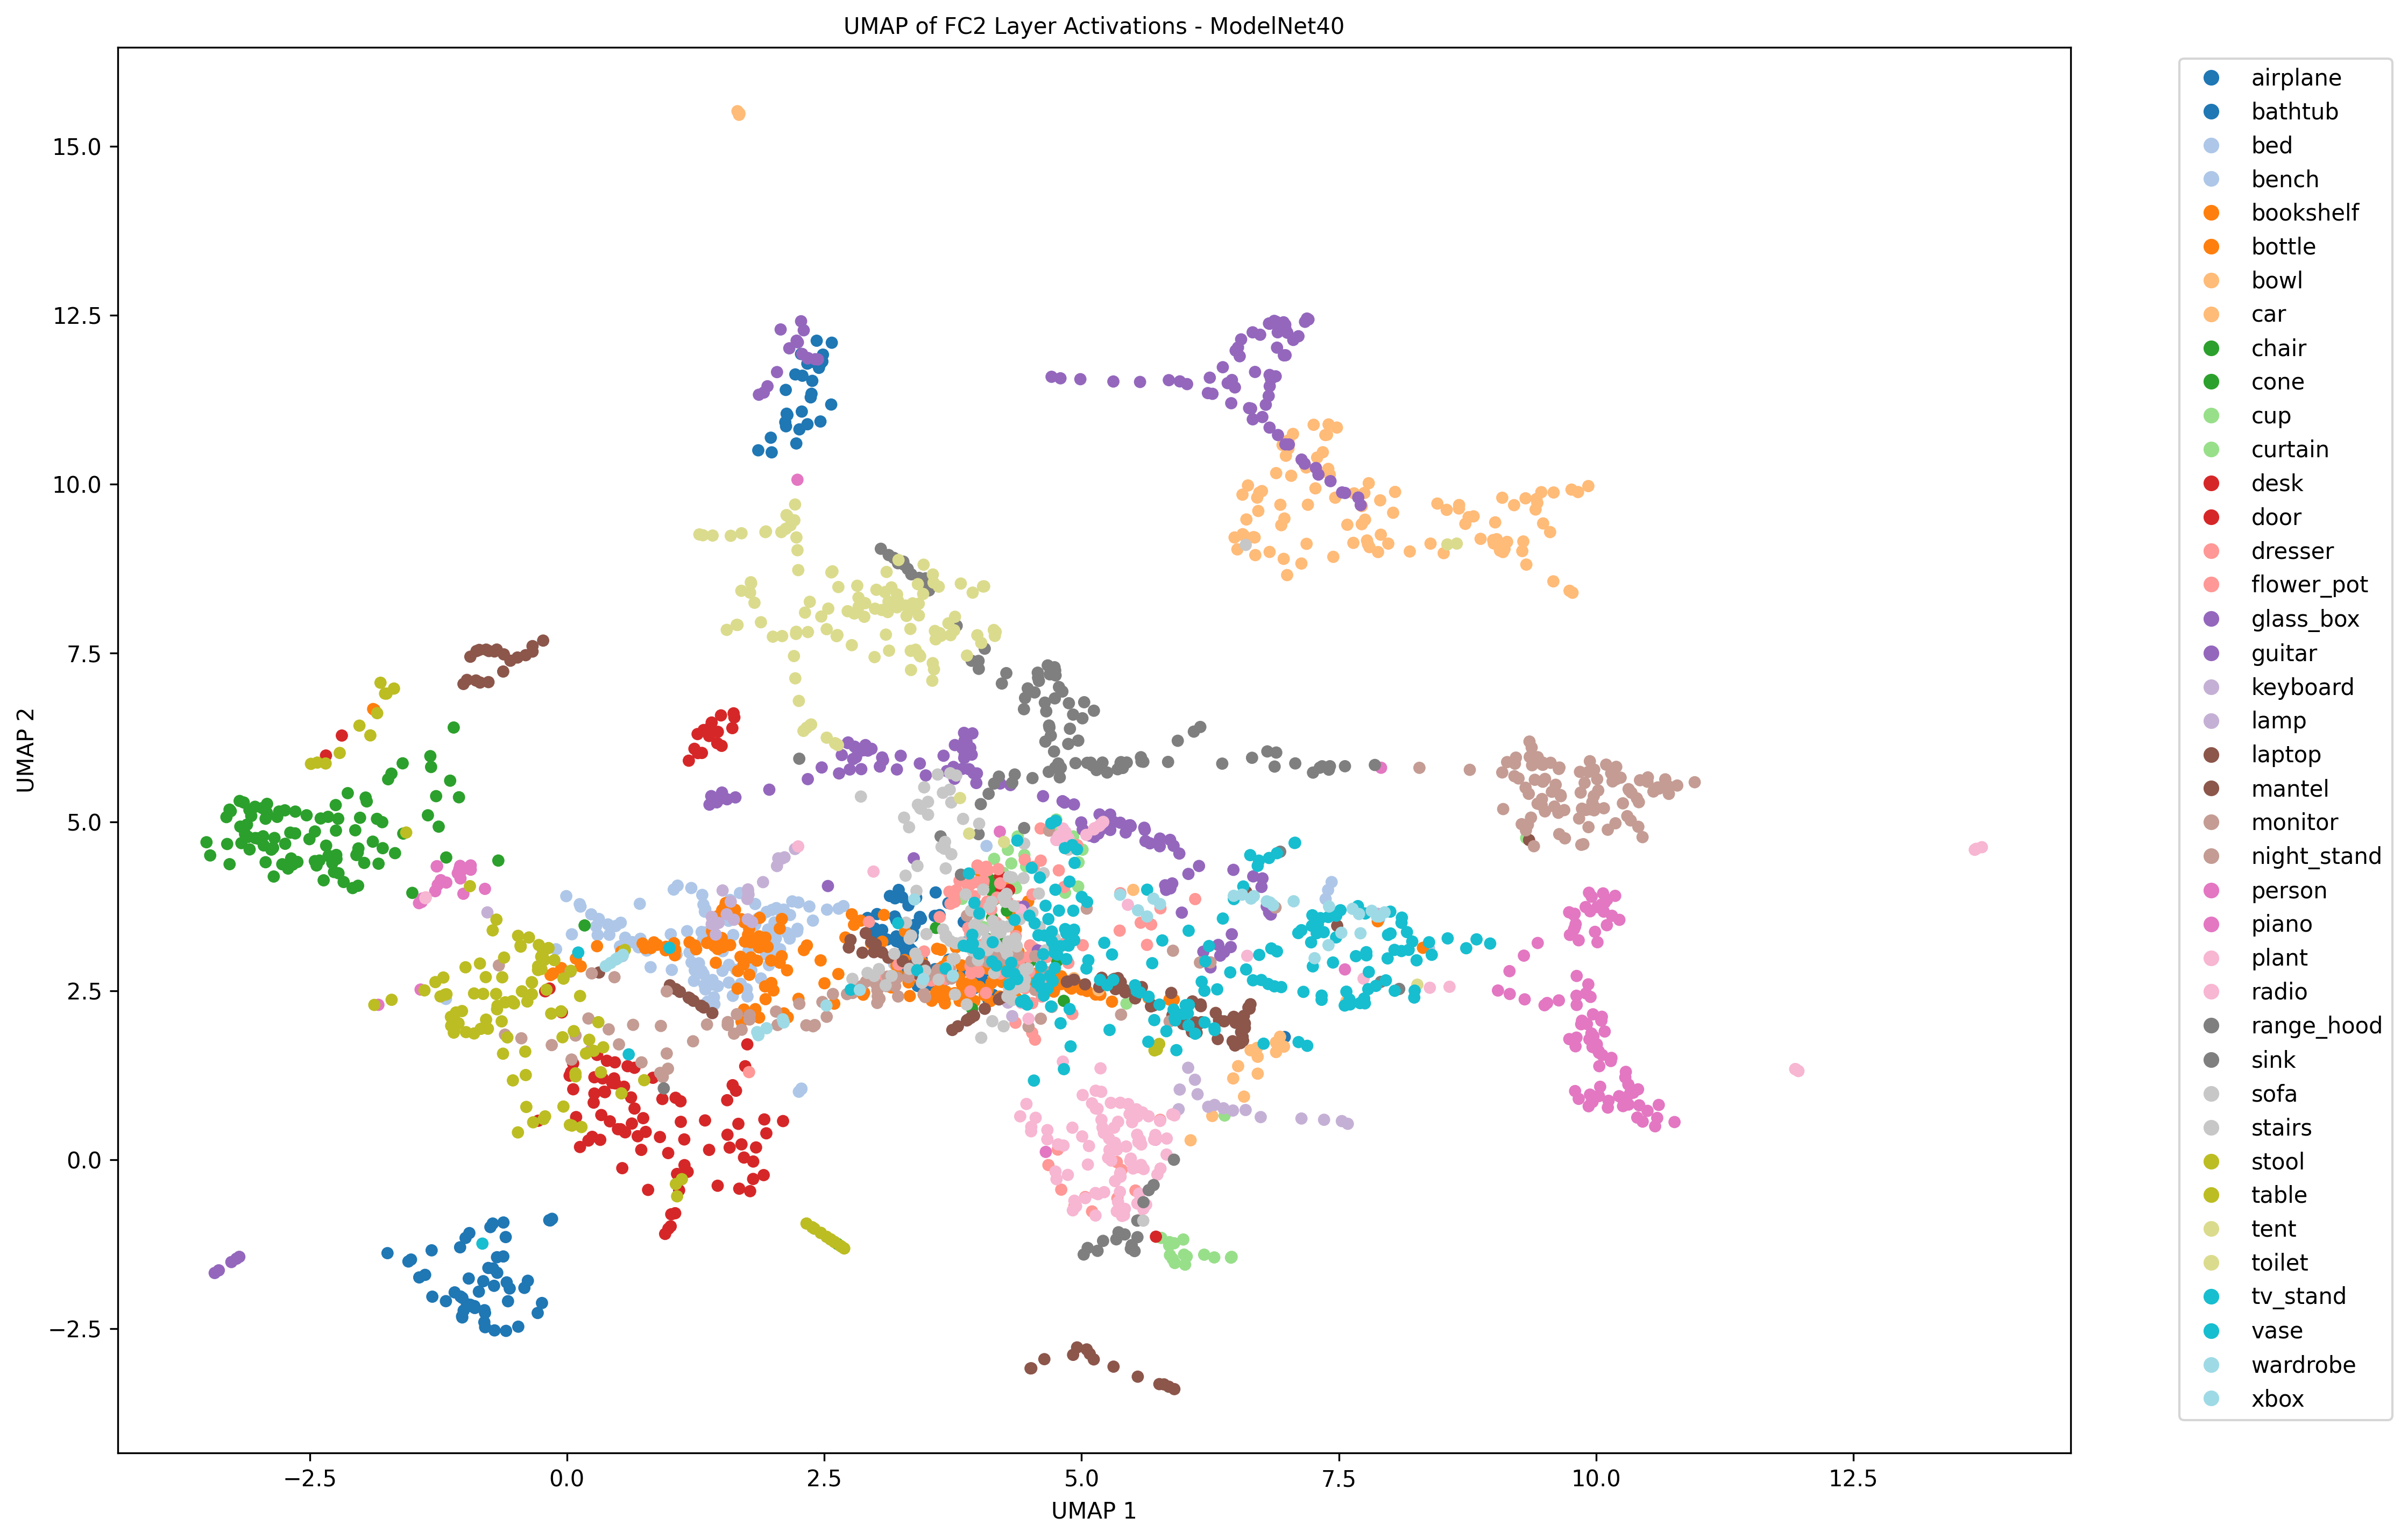 UMAP of FC2 Layer Activations - ModelNet40
15.0
12.5
10.0
7.5
5.0
2.5
0.0
−2.5
UMAP 2
−2.5
0.0
2.5
5.0
7.5
10.0
12.5
UMAP 1
airplane
bathtub
bed
bench
bookshelf
bottle
bowl
car
chair
cone
cup
curtain
desk
door
dresser
flower_pot
glass_box
guitar
keyboard
lamp
laptop
mantel
monitor
night_stand
person
piano
plant
radio
range_hood
sink
sofa
stairs
stool
table
tent
toilet
tv_stand
vase
wardrobe
xbox